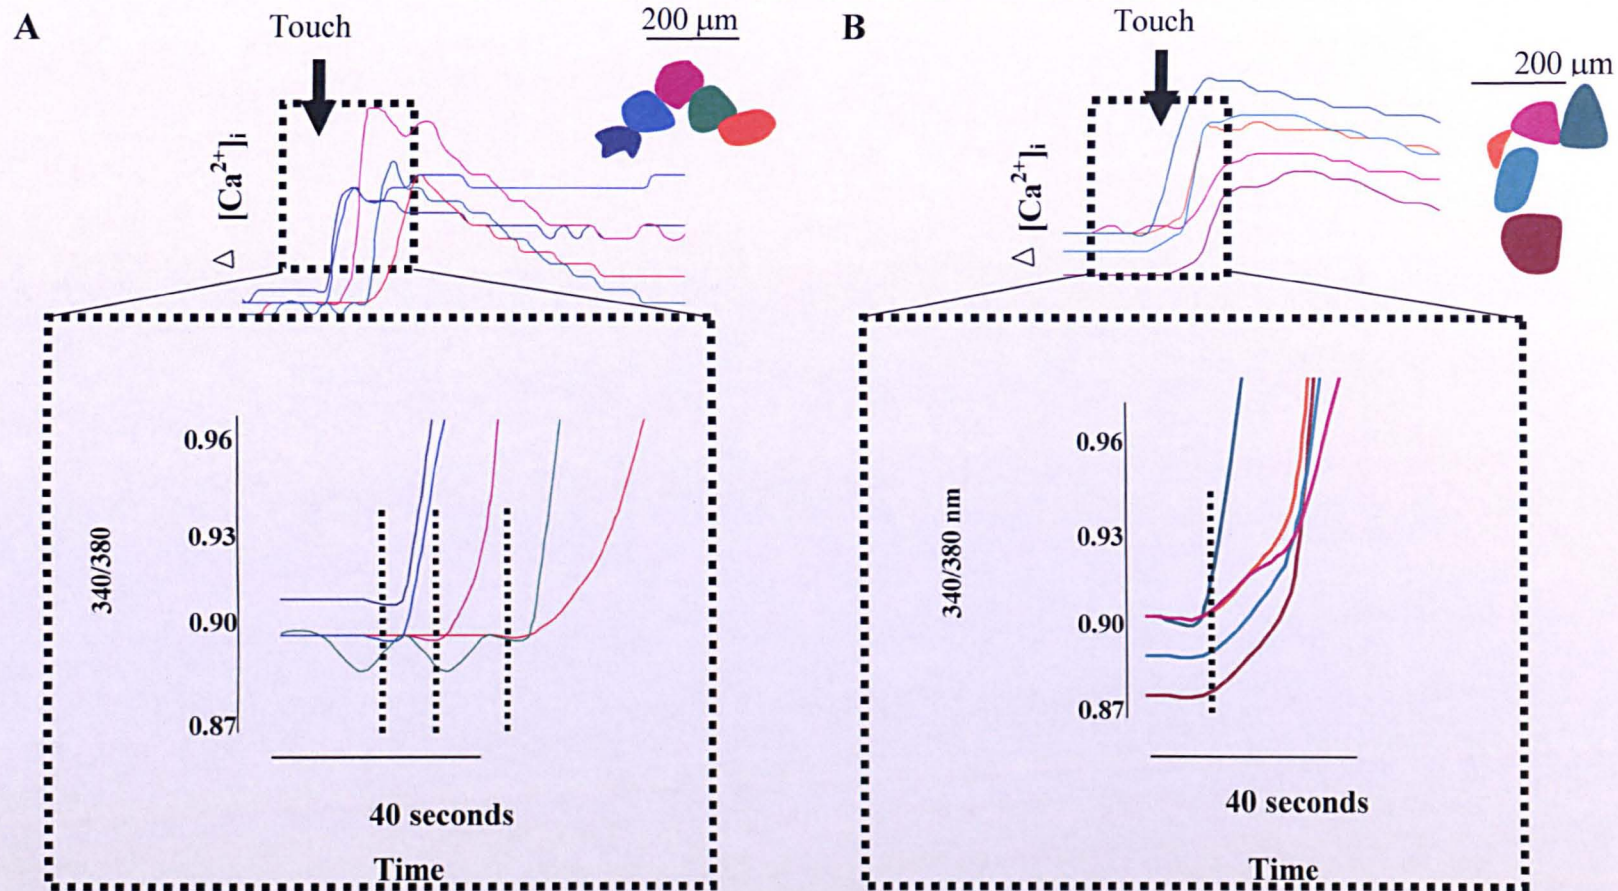 A
Touch
200 μm
Δ [Ca²⁺]ᵢ
340/380
0.96
0.93
0.90
0.87
40 seconds
Time
B
Touch
200 μm
Δ [Ca²⁺]ᵢ
340/380 nm
0.96
0.93
0.90
0.87
40 seconds
Time